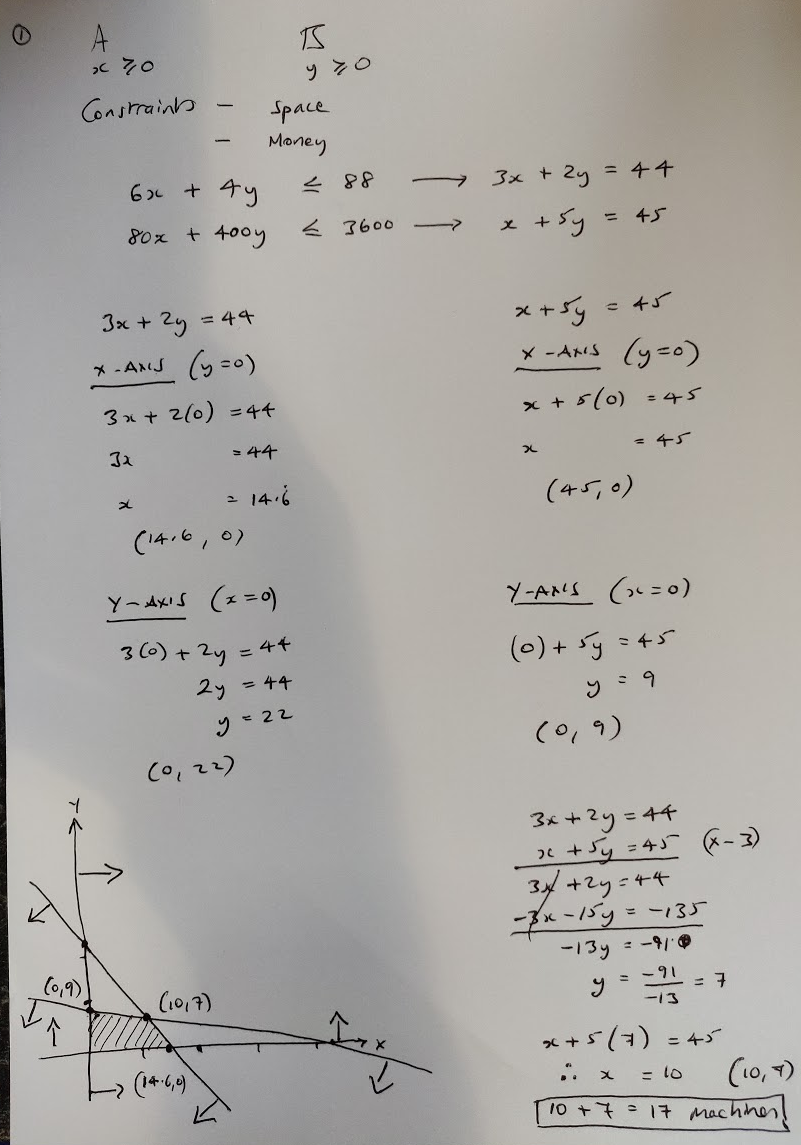 ①
A B
x ≥ 0 y ≥ 0
Constraints - Space
- Money
6x + 4y ≤ 88 → 3x + 2y = 44
80x + 400y ≤ 3600 → x + 5y = 45
3x + 2y = 44
X-AXIS (y=0)
3x + 2(0) = 44
3x = 44
x = 14.6̇
(14.6, 0)
Y-AXIS (x=0)
3(0) + 2y = 44
2y = 44
y = 22
(0, 22)
x + 5y = 45
X-AXIS (y=0)
x + 5(0) = 45
x = 45
(45, 0)
Y-AXIS (x=0)
(0) + 5y = 45
y = 9
(0, 9)
Y
(0,9)
(10,7)
X
(14.6,0)
3x + 2y = 44
x + 5y = 45 (x-3)
3x + 2y = 44
-3x - 15y = -135
-13y = -91
y = -91/-13 = 7
x + 5(7) = 45
∴ x = 10 (10, 7)
10 + 7 = 17 machines